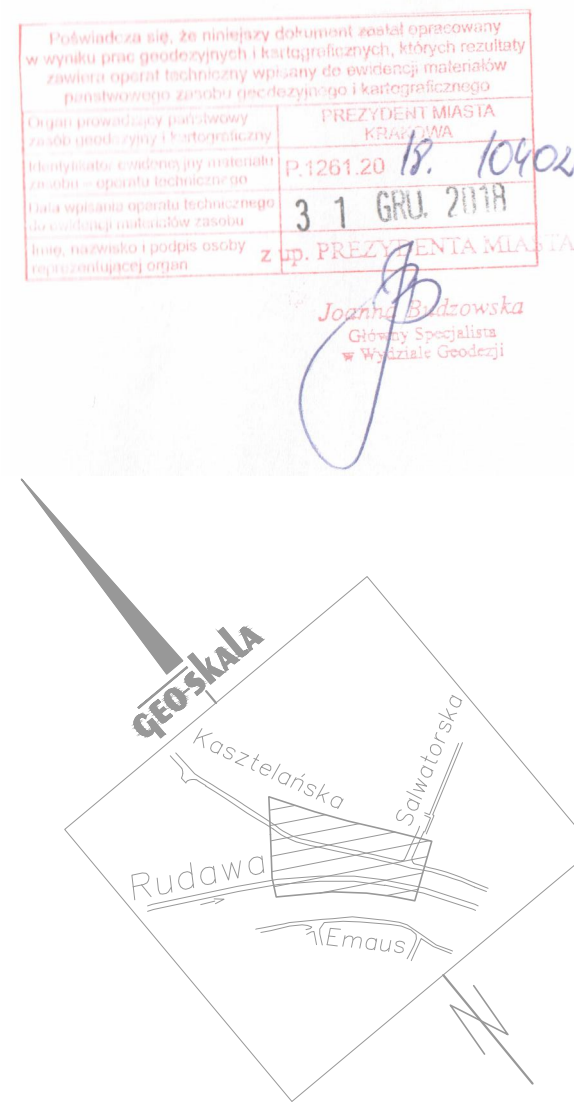 Poświadcza się, że niniejszy dokument został opracowany
w wyniku prac geodezyjnych i kartograficznych, których rezultaty
zawiera operat techniczny wpisany do ewidencji materiałów
państwowego zasobu geodezyjnego i kartograficznego
Organ prowadzący państwowy
zasób geodezyjny i kartograficzny
PREZYDENT MIASTA
KRAKOWA
Identyfikator ewidencyjny materiału
zasobu – operatu technicznego
P.1261.20 18. 10402
Data wpisania operatu technicznego
do ewidencji materiałów zasobu
3 1 GRU. 2018
Imię, nazwisko i podpis osoby
reprezentującej organ
z up. PREZYDENTA MIASTA
Joanna Budzowska
Główny Specjalista
w Wydziale Geodezji
GEO-SKALA
Kasztelańska
Salwatorska
Rudawa
Emaus
N